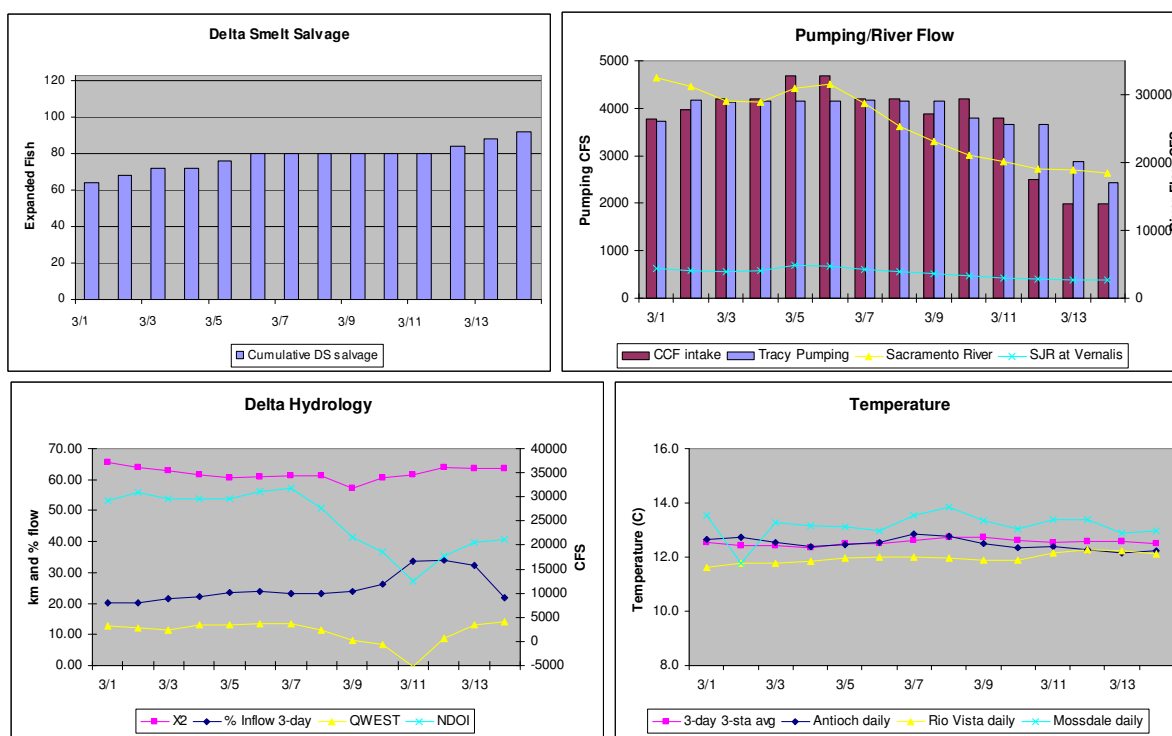 Delta Smelt Salvage
Expanded Fish
120
100
80
60
40
20
0
3/1 3/3 3/5 3/7 3/9 3/11 3/13
Cumulative DS salvage
Pumping/River Flow
Pumping CFS
5000
4000
3000
2000
1000
0
30000
20000
10000
0
3/1 3/3 3/5 3/7 3/9 3/11 3/13
CCF intake Tracy Pumping Sacramento River SJR at Vernalis
Delta Hydrology
km and % flow
70.00
60.00
50.00
40.00
30.00
20.00
10.00
0.00
40000
35000
30000
25000
20000
15000
10000
5000
0
-5000
CFS
3/1 3/3 3/5 3/7 3/9 3/11 3/13
X2 % Inflow 3-day QWEST NDOI
Temperature
Temperature (C)
16.0
14.0
12.0
10.0
8.0
3/1 3/3 3/5 3/7 3/9 3/11 3/13
3-day 3-sta avg Antioch daily Rio Vista daily Mossdale daily